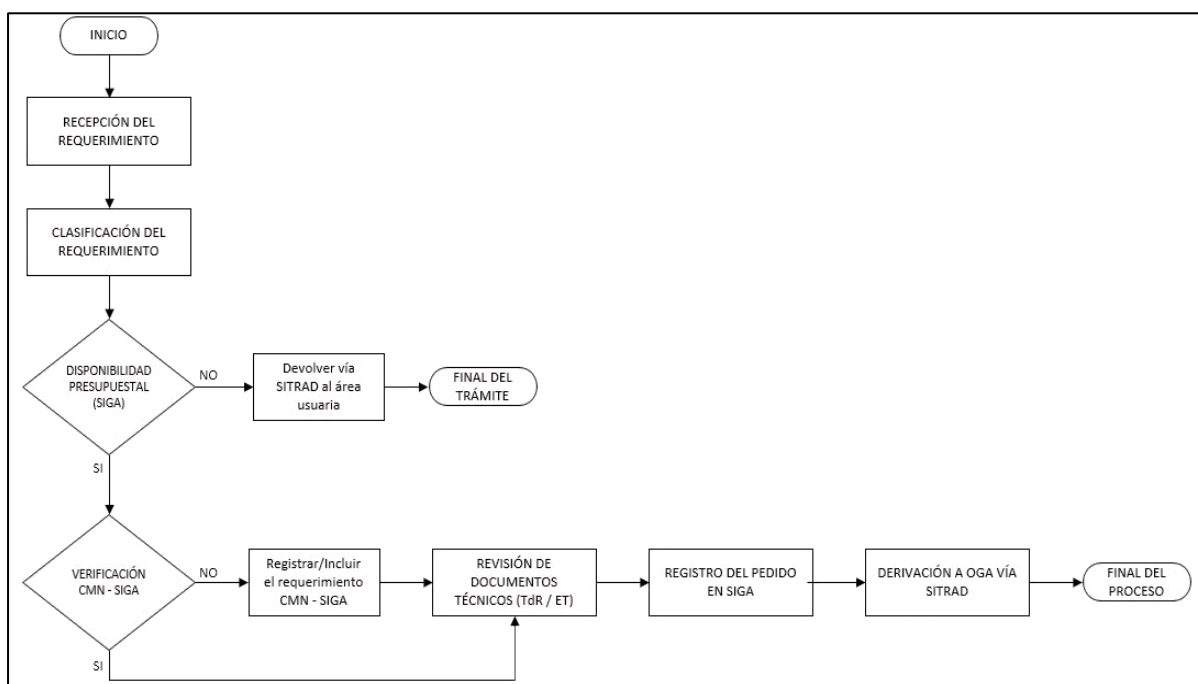 INICIO
RECEPCIÓN DEL
REQUERIMIENTO
CLASIFICACIÓN DEL
REQUERIMIENTO
DISPONIBILIDAD
PRESUPUESTAL
(SIGA)
NO
Devolver vía
SITRAD al área
usuaria
FINAL DEL
TRÁMITE
SI
VERIFICACIÓN
CMN - SIGA
NO
Registrar/Incluir
el requerimiento
CMN - SIGA
REVISIÓN DE
DOCUMENTOS
TÉCNICOS (TdR / ET)
REGISTRO DEL PEDIDO
EN SIGA
DERIVACIÓN A OGA VÍA
SITRAD
FINAL DEL
PROCESO
SI